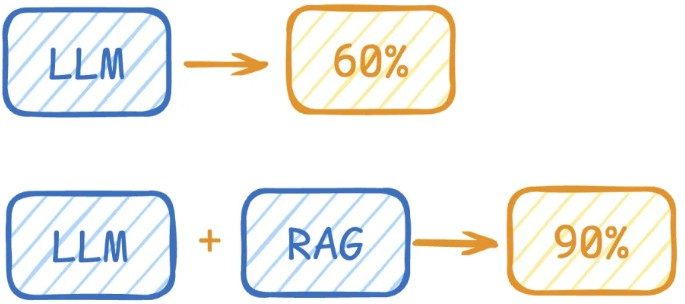 LLM → 60%
LLM + RAG → 90%